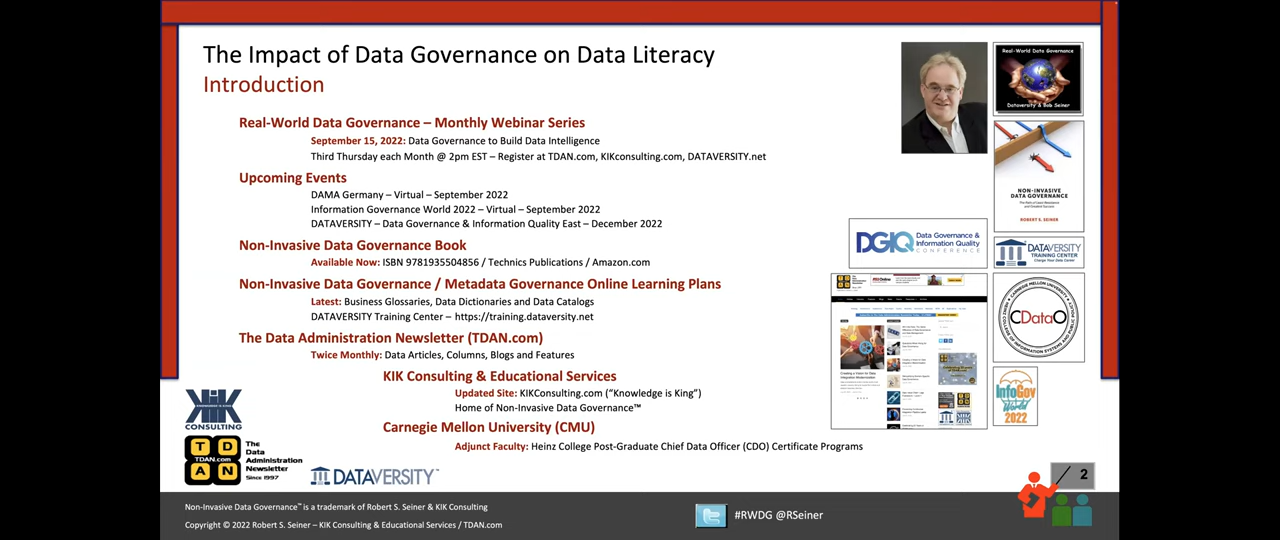 The Impact of Data Governance on Data Literacy
Introduction
Real-World Data Governance – Monthly Webinar Series
September 15, 2022: Data Governance to Build Data Intelligence
Third Thursday each Month @ 2pm EST – Register at TDAN.com, KIKconsulting.com, DATAVERSITY.net
Upcoming Events
DAMA Germany – Virtual – September 2022
Information Governance World 2022 – Virtual – September 2022
DATAVERSITY – Data Governance & Information Quality East – December 2022
Non-Invasive Data Governance Book
Available Now: ISBN 9781935504856 / Technics Publications / Amazon.com
Non-Invasive Data Governance / Metadata Governance Online Learning Plans
Latest: Business Glossaries, Data Dictionaries and Data Catalogs
DATAVERSITY Training Center – https://training.dataversity.net
The Data Administration Newsletter (TDAN.com)
Twice Monthly: Data Articles, Columns, Blogs and Features
KIK Consulting & Educational Services
Updated Site: KIKConsulting.com (“Knowledge is King”)
Home of Non-Invasive Data Governance™
Carnegie Mellon University (CMU)
Adjunct Faculty: Heinz College Post-Graduate Chief Data Officer (CDO) Certificate Programs
Real-World Data Governance
Dataversity & Bob Seiner
NON-INVASIVE
DATA GOVERNANCE
The Path of Least Resistance
and Greatest Success
ROBERT S. SEINER
DGIQ
Data Governance &
Information Quality
CONFERENCE
DATAVERSITY
TRAINING CENTER
CDataO
InfoGov
World
2022
KIK
CONSULTING
T D
TDAN.com
A N
The
Data
Administration
Newsletter
Since 1997
DATAVERSITY™
2
Non-Invasive Data Governance™ is a trademark of Robert S. Seiner & KIK Consulting
Copyright © 2022 Robert S. Seiner – KIK Consulting & Educational Services / TDAN.com
#RWDG @RSeiner